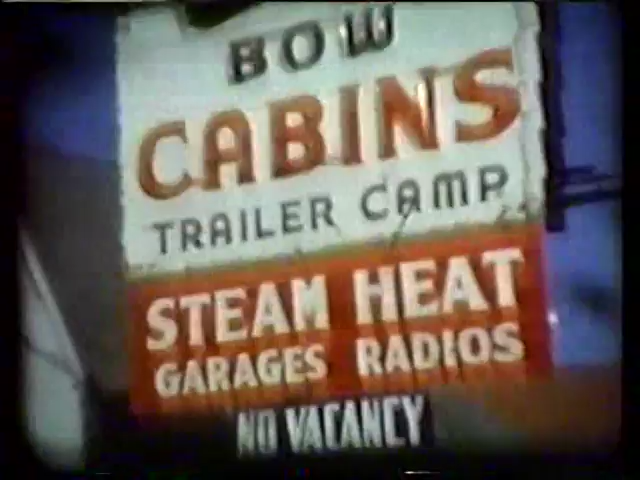 BOW
CABINS
TRAILER CAMP
STEAM HEAT
GARAGES RADIOS
NO VACANCY